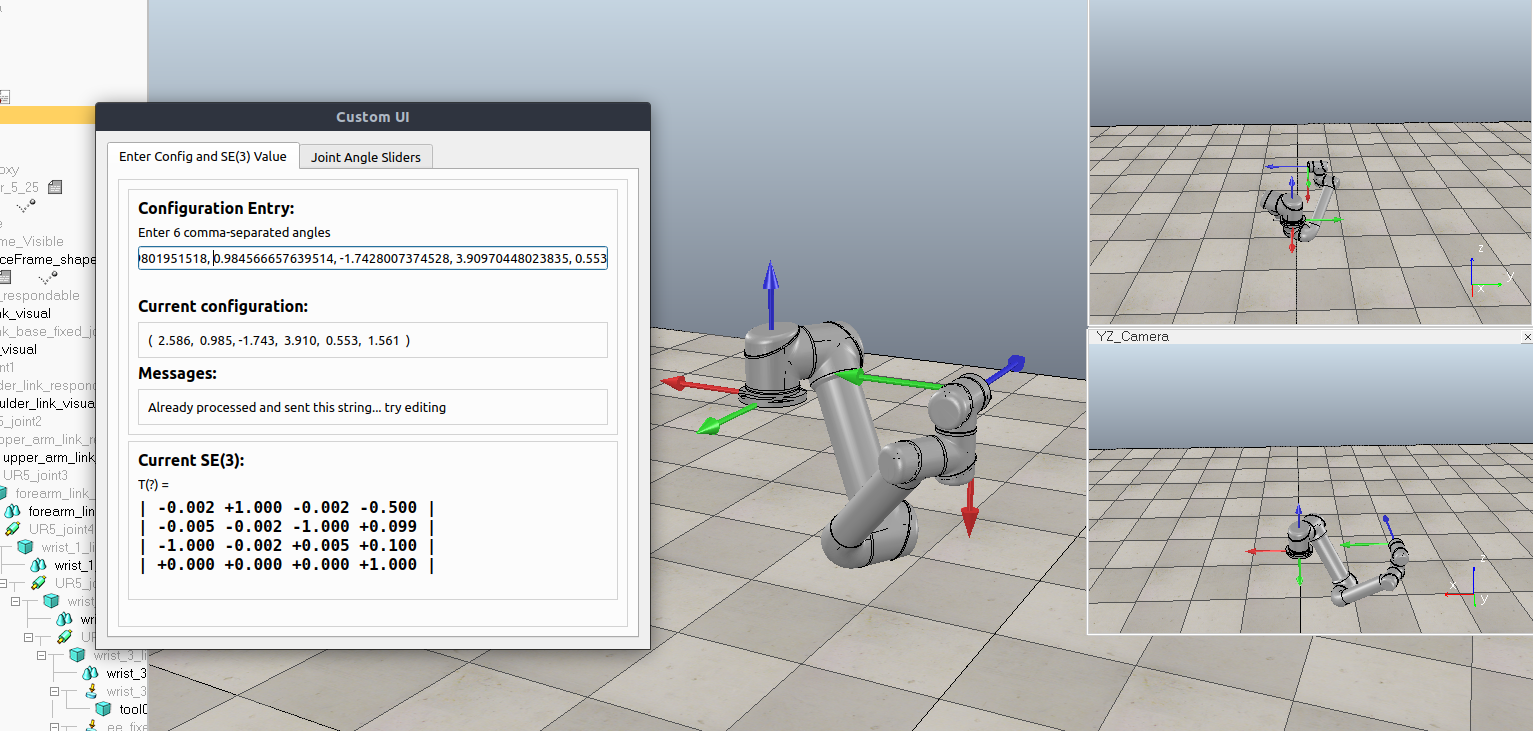 Custom UI
Enter Config and SE(3) Value
Joint Angle Sliders
Configuration Entry:
Enter 6 comma-separated angles
801951518, 0.984566657639514, -1.7428007374528, 3.90970448023835, 0.553
Current configuration:
( 2.586, 0.985, -1.743, 3.910, 0.553, 1.561 )
Messages:
Already processed and sent this string... try editing
Current SE(3):
T(?) =
| -0.002 +1.000 -0.002 -0.500 |
| -0.005 -0.002 -1.000 +0.099 |
| -1.000 -0.002 +0.005 +0.100 |
| +0.000 +0.000 +0.000 +1.000 |
oxy
r_5_25
me_Visible
ceFrame_shape
_respondable
nk_visual
nk_base_fixed_jo
visual
nt1
lder_link_respon
ulder_link_visua
5_joint2
pper_arm_link_re
upper_arm_link
UR5_joint3
forearm_link_
forearm_lin
UR5_joint4
wrist_1_li
wrist_1
UR5_jo
wrist
wri
UR
wrist_3_li
wrist_3
wrist_3
tool0
ee_fixe
z
y
x
YZ_Camera
z
x
y